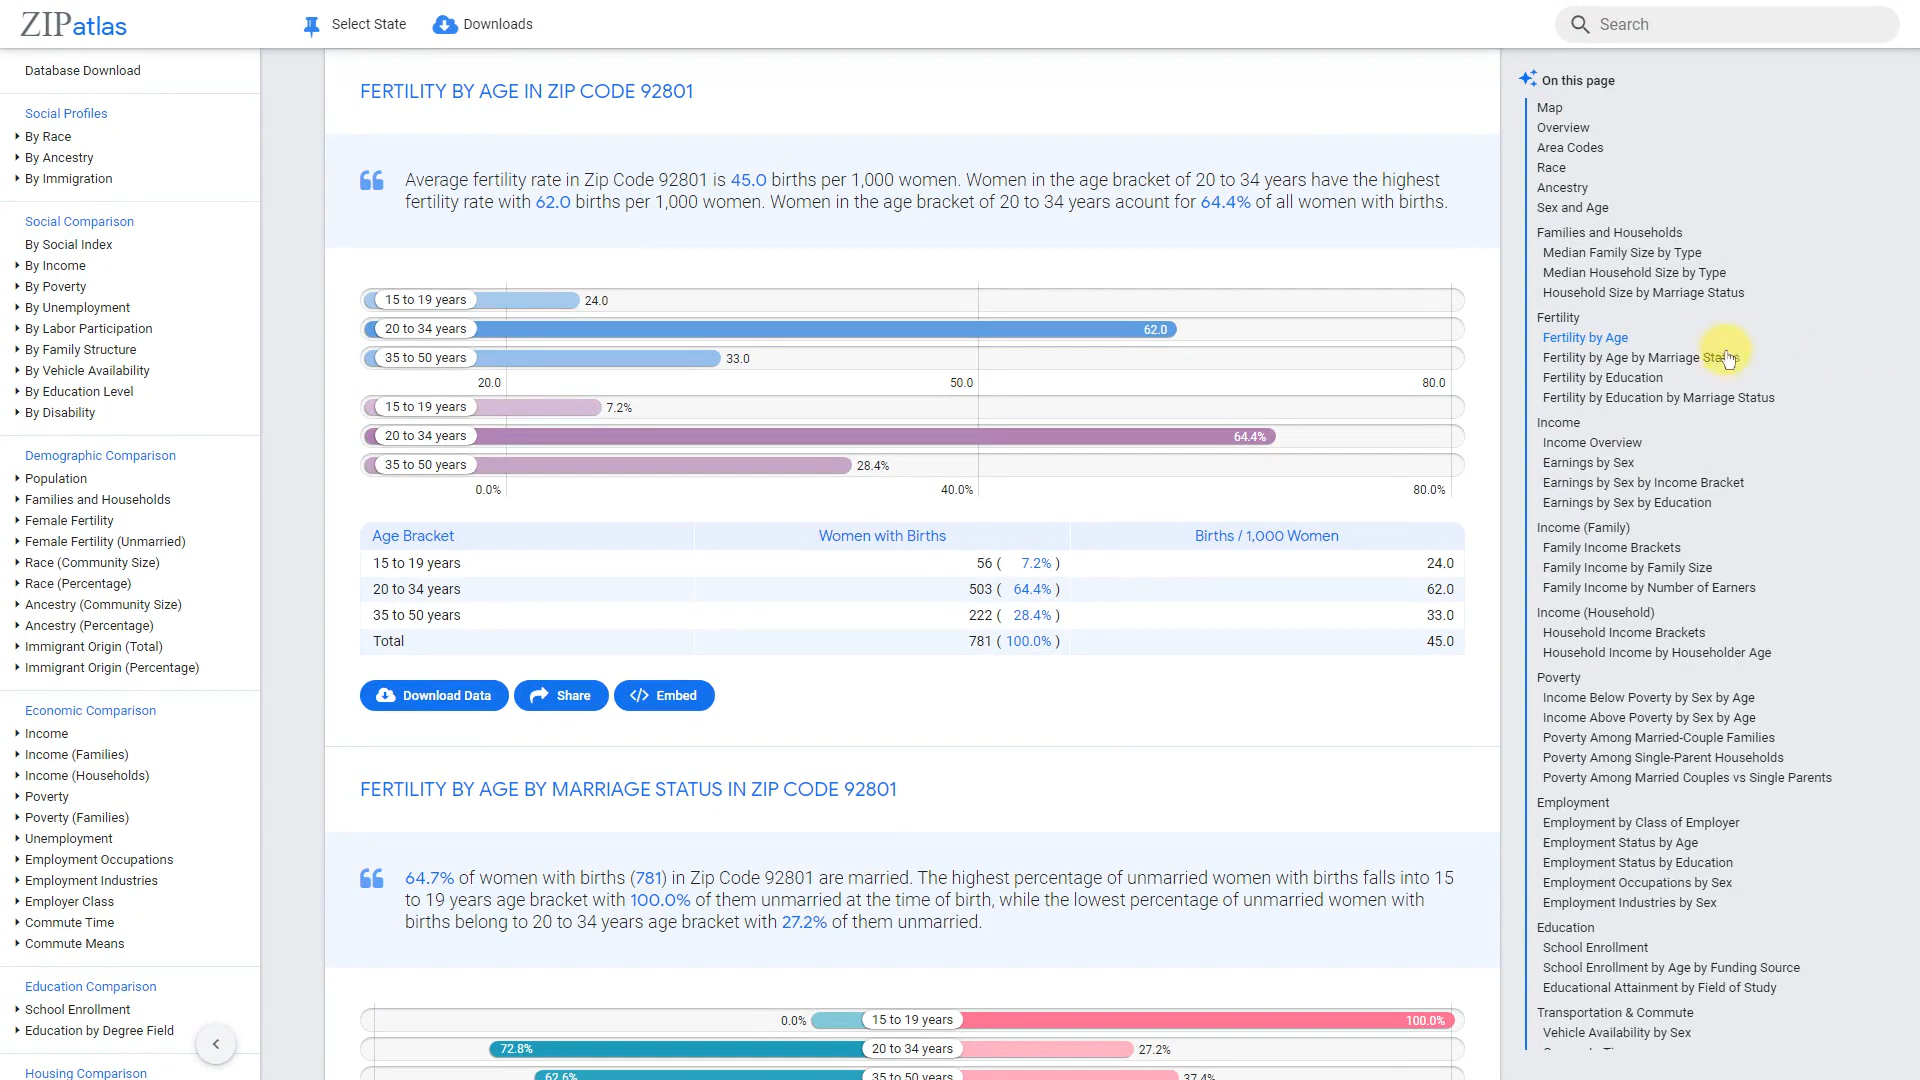 ZIPatlas
Select State
Downloads
Search
Database Download
Social Profiles
By Race
By Ancestry
By Immigration
Social Comparison
By Social Index
By Income
By Poverty
By Unemployment
By Labor Participation
By Family Structure
By Vehicle Availability
By Education Level
By Disability
Demographic Comparison
Population
Families and Households
Female Fertility
Female Fertility (Unmarried)
Race (Community Size)
Race (Percentage)
Ancestry (Community Size)
Ancestry (Percentage)
Immigrant Origin (Total)
Immigrant Origin (Percentage)
Economic Comparison
Income
Income (Families)
Income (Households)
Poverty
Poverty (Families)
Unemployment
Employment Occupations
Employment Industries
Employer Class
Commute Time
Commute Means
Education Comparison
School Enrollment
Education by Degree Field
Housing Comparison
FERTILITY BY AGE IN ZIP CODE 92801
Average fertility rate in Zip Code 92801 is 45.0 births per 1,000 women. Women in the age bracket of 20 to 34 years have the highest
fertility rate with 62.0 births per 1,000 women. Women in the age bracket of 20 to 34 years acount for 64.4% of all women with births.
15 to 19 years 24.0
20 to 34 years 62.0
35 to 50 years 33.0
20.0 50.0 80.0
15 to 19 years 7.2%
20 to 34 years 64.4%
35 to 50 years 28.4%
0.0% 40.0% 80.0%
Age Bracket Women with Births Births / 1,000 Women
15 to 19 years 56 ( 7.2% ) 24.0
20 to 34 years 503 ( 64.4% ) 62.0
35 to 50 years 222 ( 28.4% ) 33.0
Total 781 ( 100.0% ) 45.0
Download Data Share Embed
FERTILITY BY AGE BY MARRIAGE STATUS IN ZIP CODE 92801
64.7% of women with births (781) in Zip Code 92801 are married. The highest percentage of unmarried women with births falls into 15
to 19 years age bracket with 100.0% of them unmarried at the time of birth, while the lowest percentage of unmarried women with
births belong to 20 to 34 years age bracket with 27.2% of them unmarried.
0.0% 15 to 19 years 100.0%
72.8% 20 to 34 years 27.2%
62.6% 35 to 50 years 37.4%
On this page
Map
Overview
Area Codes
Race
Ancestry
Sex and Age
Families and Households
Median Family Size by Type
Median Household Size by Type
Household Size by Marriage Status
Fertility
Fertility by Age
Fertility by Age by Marriage Status
Fertility by Education
Fertility by Education by Marriage Status
Income
Income Overview
Earnings by Sex
Earnings by Sex by Income Bracket
Earnings by Sex by Education
Income (Family)
Family Income Brackets
Family Income by Family Size
Family Income by Number of Earners
Income (Household)
Household Income Brackets
Household Income by Householder Age
Poverty
Income Below Poverty by Sex by Age
Income Above Poverty by Sex by Age
Poverty Among Married-Couple Families
Poverty Among Single-Parent Households
Poverty Among Married Couples vs Single Parents
Employment
Employment by Class of Employer
Employment Status by Age
Employment Status by Education
Employment Occupations by Sex
Employment Industries by Sex
Education
School Enrollment
School Enrollment by Age by Funding Source
Educational Attainment by Field of Study
Transportation & Commute
Vehicle Availability by Sex